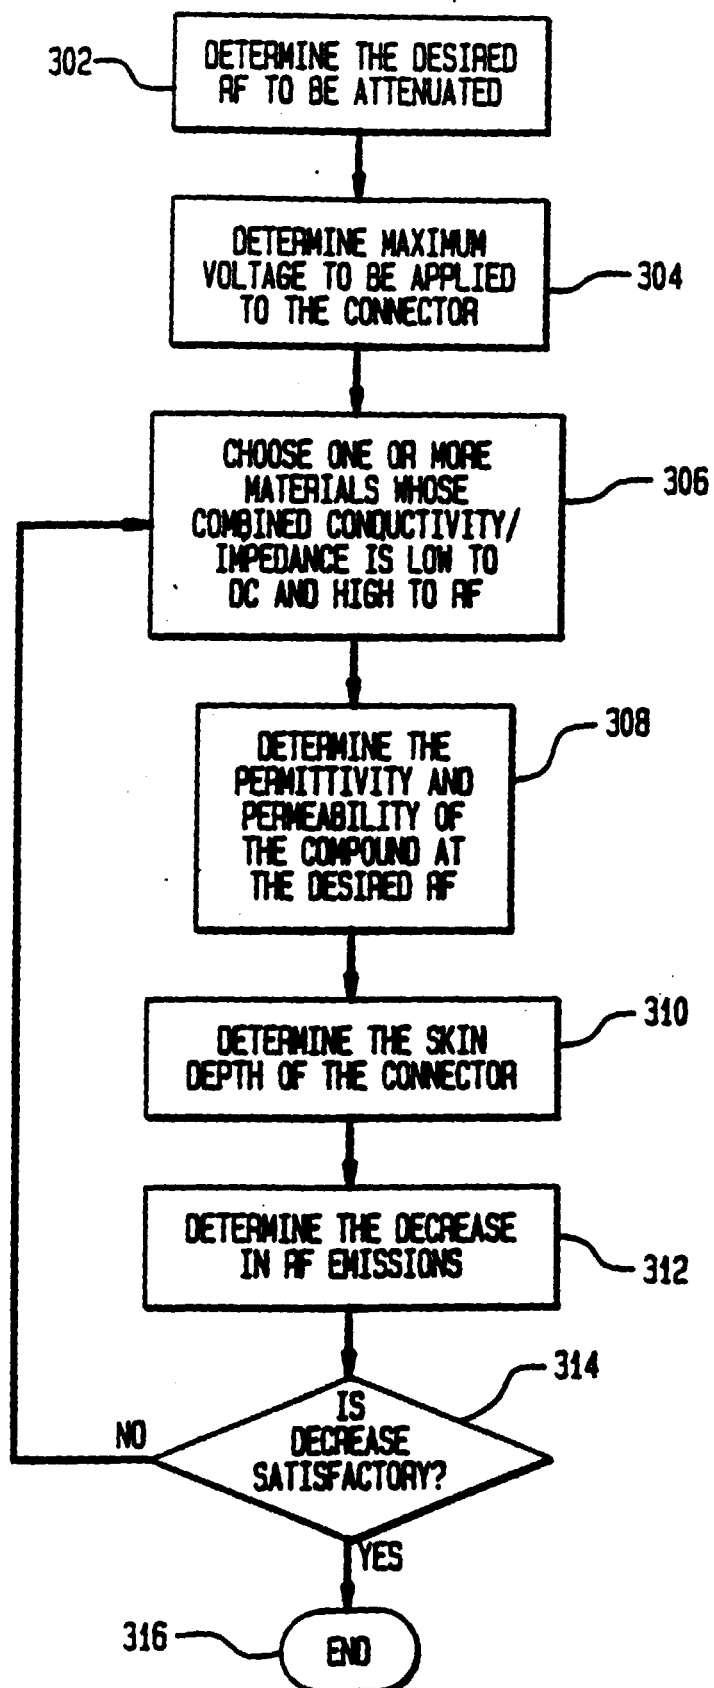 302
DETERMINE THE DESIRED
RF TO BE ATTENUATED
DETERMINE MAXIMUM
VOLTAGE TO BE APPLIED
TO THE CONNECTOR
304
CHOOSE ONE OR MORE
MATERIALS WHOSE
COMBINED CONDUCTIVITY/
IMPEDANCE IS LOW TO
DC AND HIGH TO RF
306
DETERMINE THE
PERMITTIVITY AND
PERMEABILITY OF
THE COMPOUND AT
THE DESIRED RF
308
DETERMINE THE SKIN
DEPTH OF THE CONNECTOR
310
DETERMINE THE DECREASE
IN RF EMISSIONS
312
IS
DECREASE
SATISFACTORY?
314
NO
YES
316
END